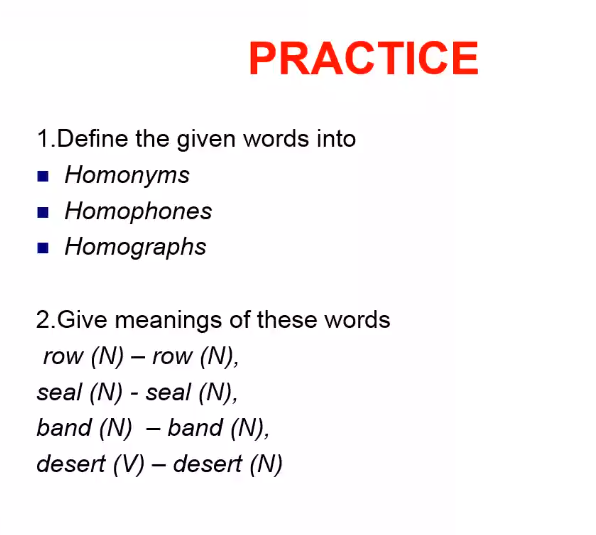 PRACTICE
1.Define the given words into
■ Homonyms
■ Homophones
■ Homographs
2.Give meanings of these words
row (N) – row (N),
seal (N) - seal (N),
band (N) – band (N),
desert (V) – desert (N)